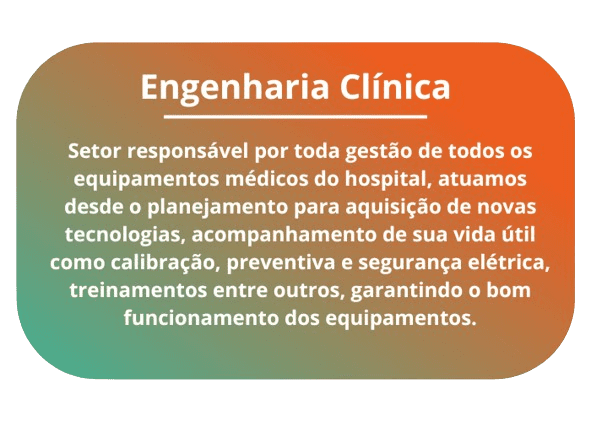 Engenharia Clínica
Setor responsável por toda gestão de todos os
equipamentos médicos do hospital, atuamos
desde o planejamento para aquisição de novas
tecnologias, acompanhamento de sua vida útil
como calibração, preventiva e segurança elétrica,
treinamentos entre outros, garantindo o bom
funcionamento dos equipamentos.